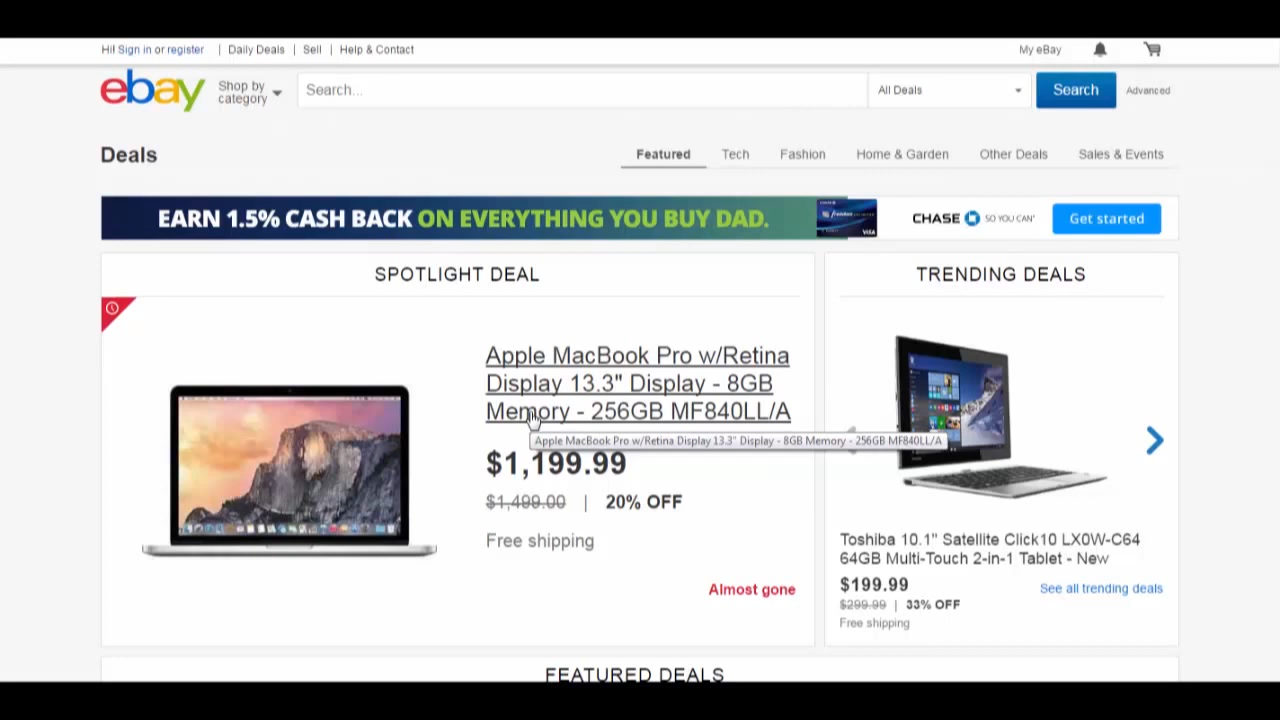 Hi! Sign in or register | Daily Deals | Sell | Help & Contact
My eBay
ebay
Shop by category
Search...
All Deals
Search
Advanced
Deals
Featured
Tech
Fashion
Home & Garden
Other Deals
Sales & Events
EARN 1.5% CASH BACK ON EVERYTHING YOU BUY DAD.
VISA
CHASE SO YOU CAN
Get started
SPOTLIGHT DEAL
Apple MacBook Pro w/Retina
Display 13.3" Display - 8GB
Memory - 256GB MF840LL/A
Apple MacBook Pro w/Retina Display 13.3" Display - 8GB Memory - 256GB MF840LL/A
$1,199.99
$1,499.00 | 20% OFF
Free shipping
Almost gone
TRENDING DEALS
Toshiba 10.1" Satellite Click10 LX0W-C64
64GB Multi-Touch 2-in-1 Tablet - New
$199.99
See all trending deals
$299.99 | 33% OFF
Free shipping
FEATURED DEALS